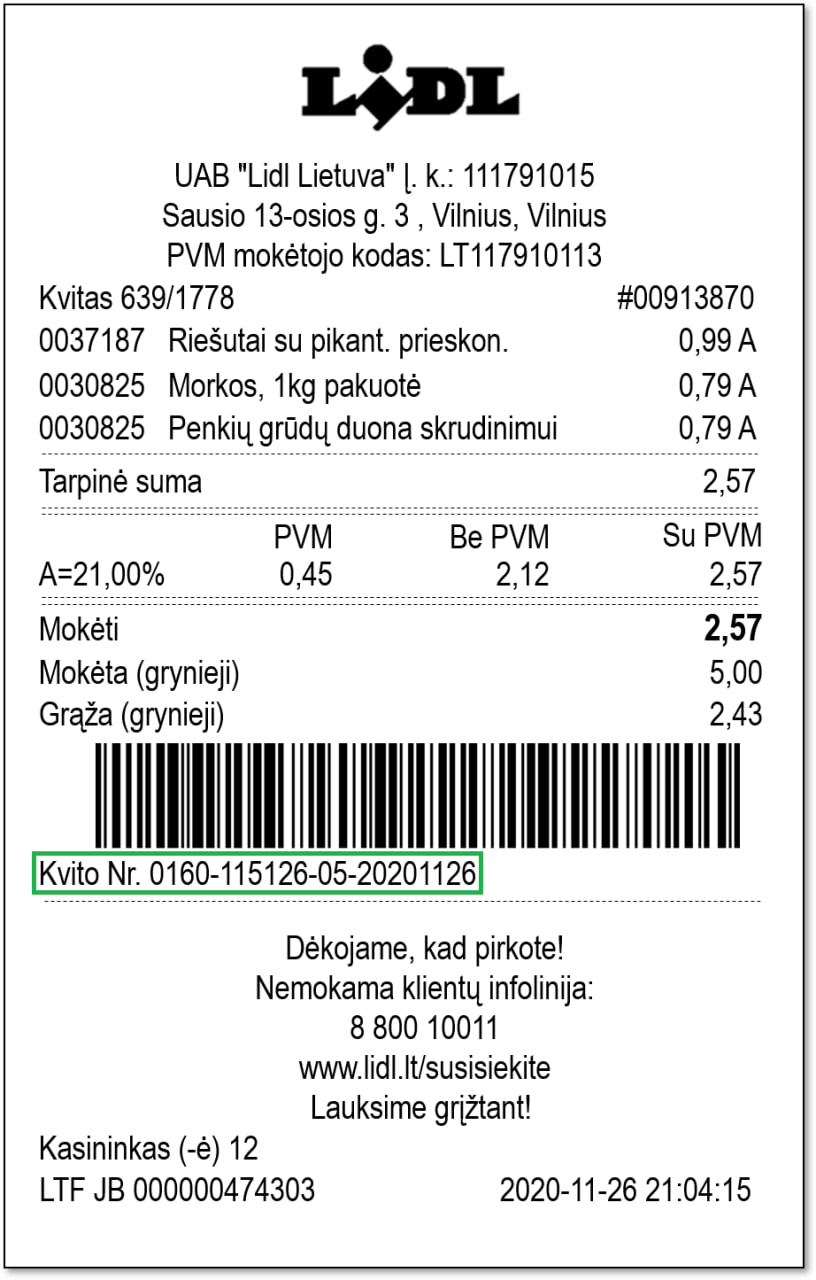 LiDL
UAB "Lidl Lietuva" Į. k.: 111791015
Sausio 13-osios g. 3 , Vilnius, Vilnius
PVM mokėtojo kodas: LT117910113
Kvitas 639/1778 #00913870
0037187 Riešutai su pikant. prieskon. 0,99 A
0030825 Morkos, 1kg pakuotė 0,79 A
0030825 Penkių grūdų duona skrudinimui 0,79 A
Tarpinė suma 2,57
PVM Be PVM Su PVM
A=21,00% 0,45 2,12 2,57
Mokėti 2,57
Mokėta (grynieji) 5,00
Grąža (grynieji) 2,43
Kvito Nr. 0160-115126-05-20201126
Dėkojame, kad pirkote!
Nemokama klientų infolinija:
8 800 10011
www.lidl.lt/susisiekite
Lauksime grįžtant!
Kasininkas (-ė) 12
LTF JB 000000474303 2020-11-26 21:04:15